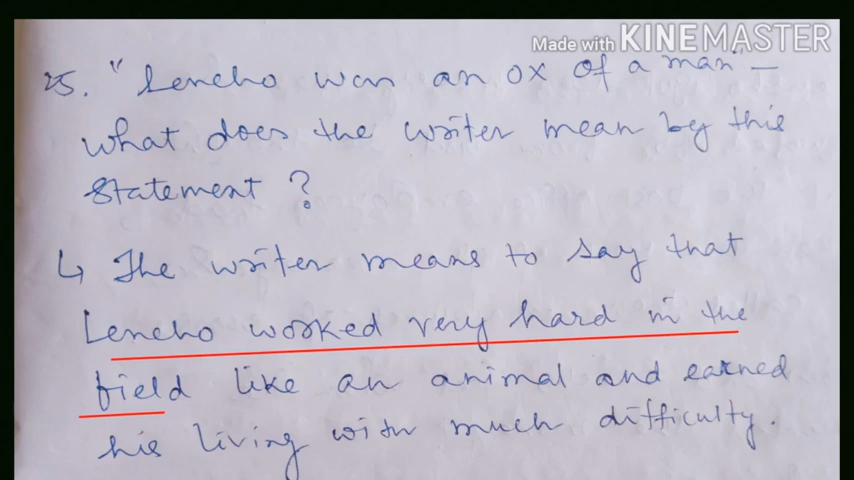 Made with KINEMASTER
25. "Lencho was an ox of a man" –
what does the writer mean by this
statement ?
↳ The writer means to say that
Lencho worked very hard in the
field like an animal and earned
his living with much difficulty.